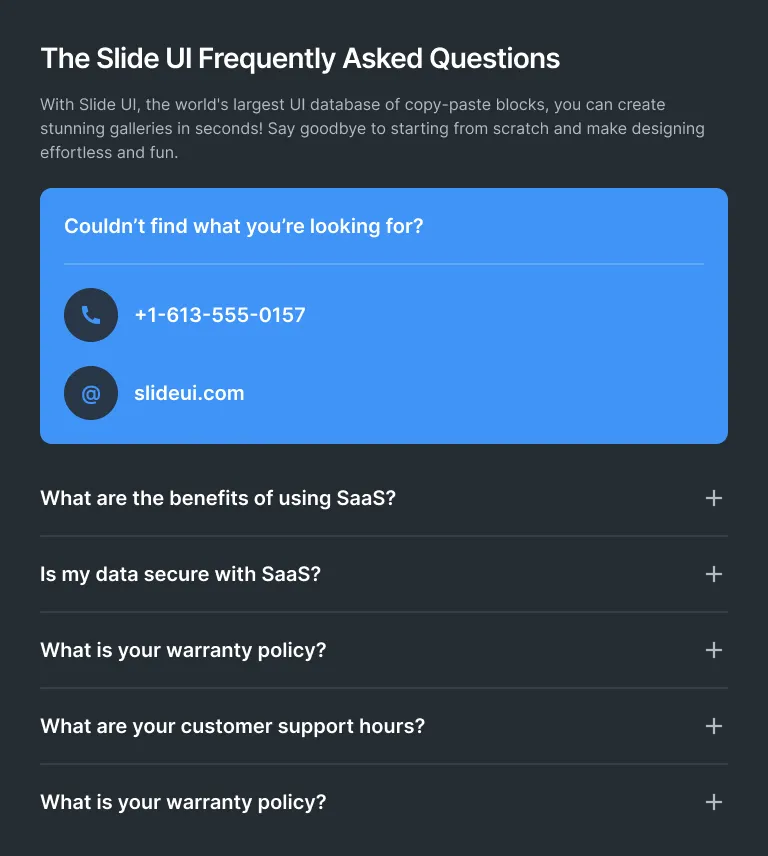 The Slide UI Frequently Asked Questions
With Slide UI, the world's largest UI database of copy-paste blocks, you can create
stunning galleries in seconds! Say goodbye to starting from scratch and make designing
effortless and fun.
Couldn’t find what you’re looking for?
+1-613-555-0157
@
slideui.com
What are the benefits of using SaaS?
Is my data secure with SaaS?
What is your warranty policy?
What are your customer support hours?
What is your warranty policy?